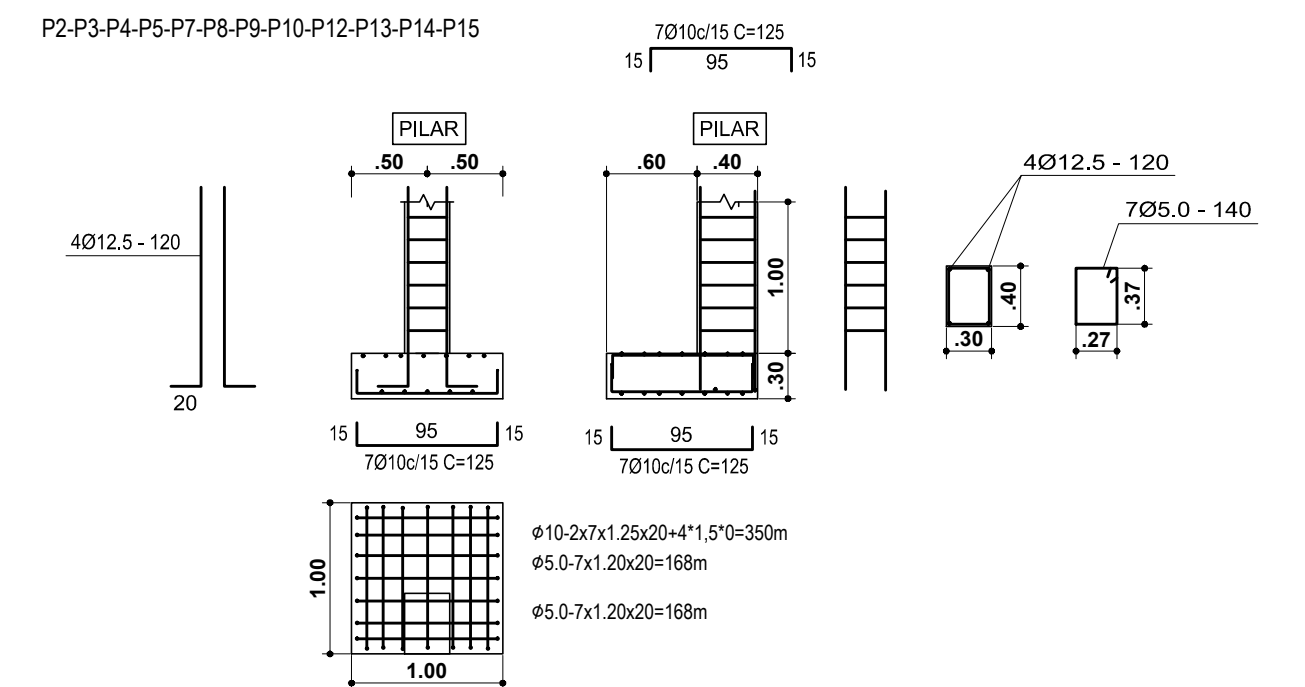 P2-P3-P4-P5-P7-P8-P9-P10-P12-P13-P14-P15
7Ø10c/15 C=125
15 95 15
PILAR
PILAR
.50 .50
.60 .40
4Ø12.5 - 120
7Ø5.0 - 140
4Ø12.5 - 120
1.00
.40
.37
.30
.27
.30
20
15 95 15
7Ø10c/15 C=125
15 95 15
7Ø10c/15 C=125
1.00
1.00
ϕ10-2x7x1.25x20+4*1,5*0=350m
ϕ5.0-7x1.20x20=168m
ϕ5.0-7x1.20x20=168m